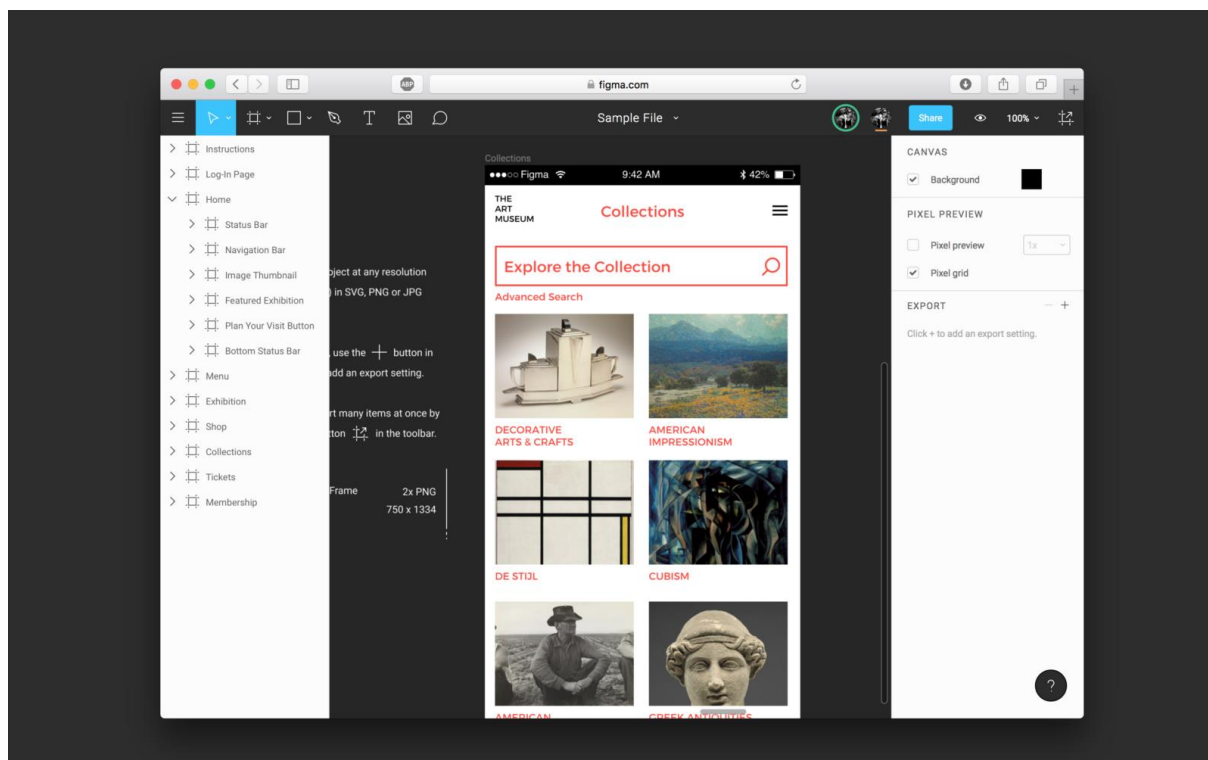 ABP
figma.com
T
Sample File
Share
100%
Instructions
Log-In Page
Home
Status Bar
Navigation Bar
Image Thumbnail
Featured Exhibition
Plan Your Visit Button
Bottom Status Bar
Menu
Exhibition
Shop
Collections
Tickets
Membership
at any resolution
) in SVG, PNG or JPG
, use the
button in
add an export setting.
many items at once by
in the toolbar.
Frame
2x PNG
750 x 1334
Collections
Figma
9:42 AM
42%
THE
ART
MUSEUM
Collections
Explore the Collection
Advanced Search
DECORATIVE
ARTS & CRAFTS
AMERICAN
IMPRESSIONISM
DE STIJL
CUBISM
AMERICAN
GREEK ANTIQUITIES
CANVAS
Background
PIXEL PREVIEW
Pixel preview
1x
Pixel grid
EXPORT
Click + to add an export setting.
?